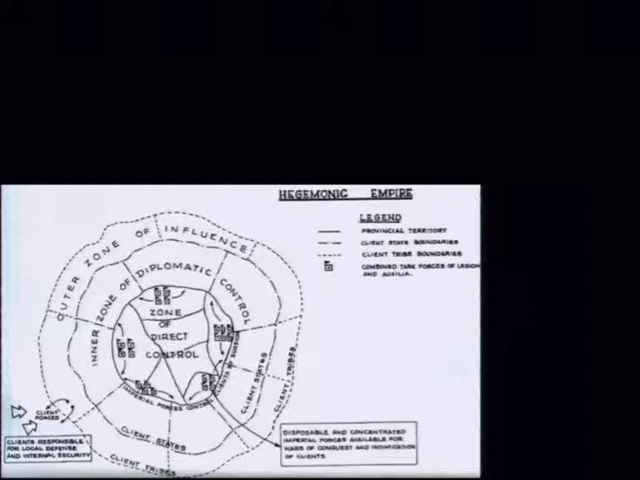 HEGEMONIC EMPIRE
LEGEND
PROVINCIAL TERRITORY
CLIENT STATE BOUNDARIES
CLIENT TRIBE BOUNDARIES
COMBINED TASK FORCES OF LEGION
AND AUXILIA.
OUTER ZONE OF INFLUENCE
INNER ZONE OF DIPLOMATIC CONTROL
ZONE
OF
DIRECT
CONTROL
IMPERIAL FORCES CONTROL
CLIENT STATES
CLIENT TRIBES
CLIENT STATES
CLIENT TRIBES
CLIENT
FORCES
CLIENTS RESPONSIBLE
FOR LOCAL DEFENSE
AND INTERNAL SECURITY
DISPOSABLE AND CONCENTRATED
IMPERIAL FORCES AVAILABLE FOR
WARS OF CONQUEST AND
OF CLIENTS